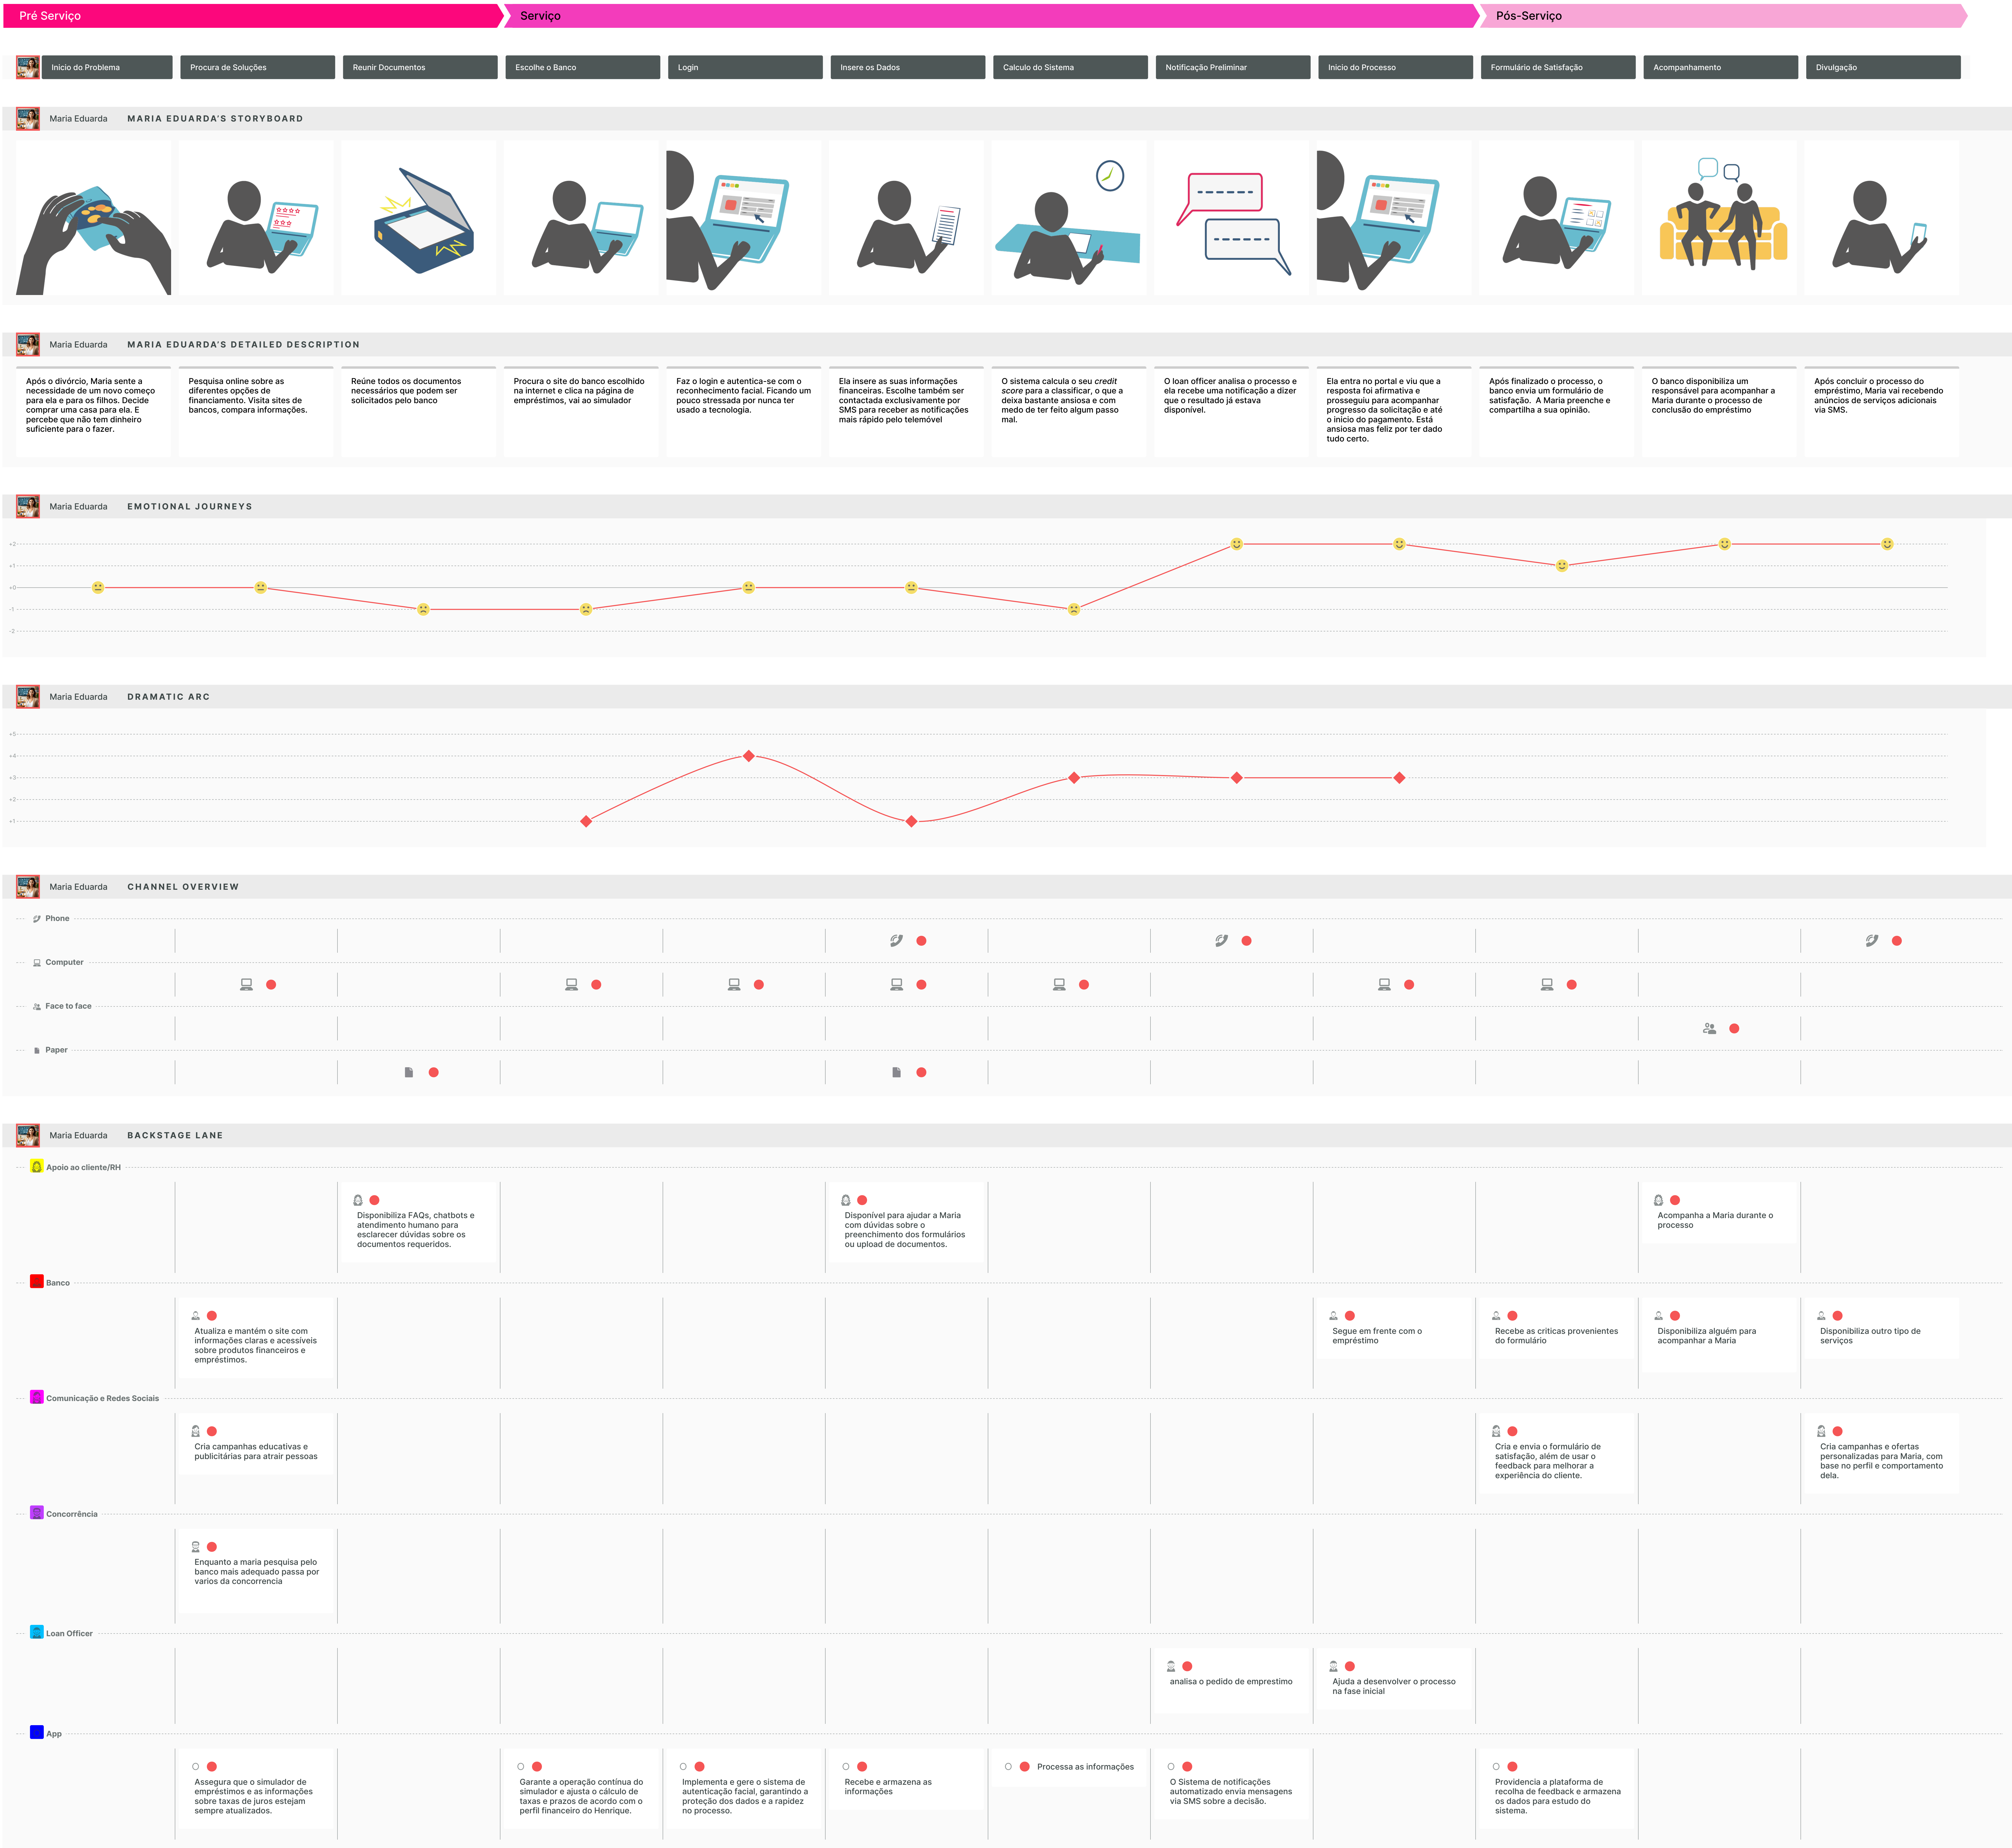 Pré Serviço
Serviço
Pós-Serviço
Inicio do Problema
Procura de Soluções
Reunir Documentos
Escolhe o Banco
Login
Insere os Dados
Calculo do Sistema
Notificação Preliminar
Inicio do Processo
Formulário de Satisfação
Acompanhamento
Divulgação
Maria Eduarda
MARIA EDUARDA'S STORYBOARD
Maria Eduarda
MARIA EDUARDA'S DETAILED DESCRIPTION
Após o divórcio, Maria sente a
necessidade de um novo começo
para ela e para os filhos. Decide
comprar uma casa para ela. E
percebe que não tem dinheiro
suficiente para o fazer.
Pesquisa online sobre as
diferentes opções de
financiamento. Visita sites de
bancos, compara informações.
Reúne todos os documentos
necessários que podem ser
solicitados pelo banco
Procura o site do banco escolhido
na internet e clica na página de
empréstimos, vai ao simulador
Faz o login e autentica-se com o
reconhecimento facial. Ficando um
pouco stressada por nunca ter
usado a tecnologia.
Ela insere as suas informações
financeiras. Escolhe também ser
contactada exclusivamente por
SMS para receber as notificações
mais rápido pelo telemóvel
O sistema calcula o seu credit
score para a classificar, o que a
deixa bastante ansiosa e com
medo de ter feito algum passo
mal.
O loan officer analisa o processo e
ela recebe uma notificação a dizer
que o resultado já estava
disponível.
Ela entra no portal e viu que a
resposta foi afirmativa e
prosseguiu para acompanhar
progresso da solicitação e até
o inicio do pagamento. Está
ansiosa mas feliz por ter dado
tudo certo.
Após finalizado o processo, o
banco envia um formulário de
satisfação. A Maria preenche e
compartilha a sua opinião.
O banco disponibiliza um
responsável para acompanhar a
Maria durante o processo de
conclusão do empréstimo
Após concluir o processo do
empréstimo, Maria vai recebendo
anúncios de serviços adicionais
via SMS.
Maria Eduarda
EMOTIONAL JOURNEYS
+2
+1
+0
-1
-2
Maria Eduarda
DRAMATIC ARC
+5
+4
+3
+2
+1
Maria Eduarda
CHANNEL OVERVIEW
Phone
Computer
Face to face
Paper
Maria Eduarda
BACKSTAGE LANE
Apoio ao cliente/RH
Disponibiliza FAQs, chatbots e
atendimento humano para
esclarecer dúvidas sobre os
documentos requeridos.
Disponível para ajudar a Maria
com dúvidas sobre o
preenchimento dos formulários
ou upload de documentos.
Acompanha a Maria durante o
processo
Banco
Atualiza e mantém o site com
informações claras e acessíveis
sobre produtos financeiros e
empréstimos.
Segue em frente com o
empréstimo
Recebe as criticas provenientes
do formulário
Disponibiliza alguém para
acompanhar a Maria
Disponibiliza outro tipo de
serviços
Comunicação e Redes Sociais
Cria campanhas educativas e
publicitárias para atrair pessoas
Cria e envia o formulário de
satisfação, além de usar o
feedback para melhorar a
experiência do cliente.
Cria campanhas e ofertas
personalizadas para Maria, com
base no perfil e comportamento
dela.
Concorrência
Enquanto a maria pesquisa pelo
banco mais adequado passa por
varios da concorrencia
Loan Officer
analisa o pedido de emprestimo
Ajuda a desenvolver o processo
na fase inicial
App
Assegura que o simulador de
empréstimos e as informações
sobre taxas de juros estejam
sempre atualizados.
Garante a operação contínua do
simulador e ajusta o cálculo de
taxas e prazos de acordo com o
perfil financeiro do Henrique.
Implementa e gere o sistema de
autenticação facial, garantindo a
proteção dos dados e a rapidez
no processo.
Recebe e armazena as
informações
Processa as informações
O Sistema de notificações
automatizado envia mensagens
via SMS sobre a decisão.
Providencia a plataforma de
recolha de feedback e armazena
os dados para estudo do
sistema.